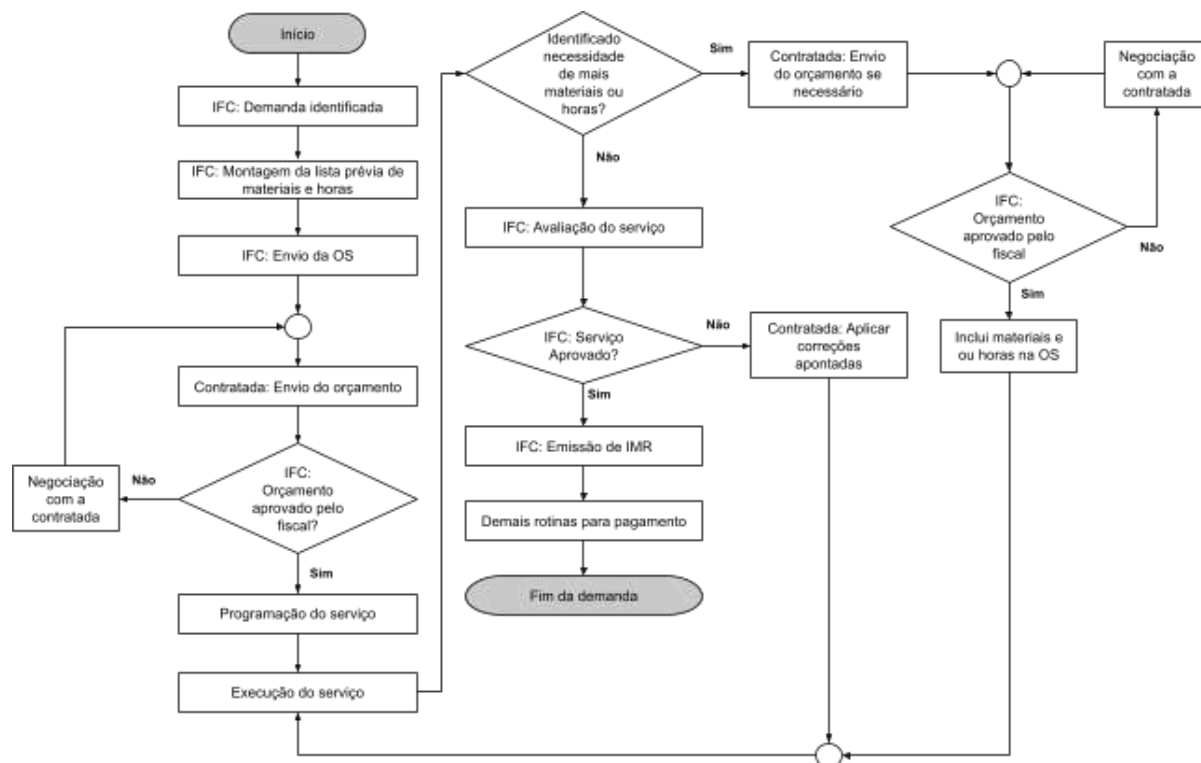 Início
IFC: Demanda identificada
IFC: Montagem da lista prévia de
materiais e horas
IFC: Envio da OS
Contratada: Envio do orçamento
IFC:
Orçamento
aprovado pelo
fiscal?
Não
Negociação
com a
contratada
Sim
Programação do serviço
Execução do serviço
Identificado
necessidade
de mais
materiais ou
horas?
Sim
Contratada: Envio
do orçamento se
necessário
Negociação
com a
contratada
Não
IFC:
Orçamento
aprovado pelo
fiscal
Não
Sim
Inclui materiais e
ou horas na OS
IFC: Avaliação do serviço
IFC: Serviço
Aprovado?
Não
Contratada: Aplicar
correções
apontadas
Sim
IFC: Emissão de IMR
Demais rotinas para pagamento
Fim da demanda